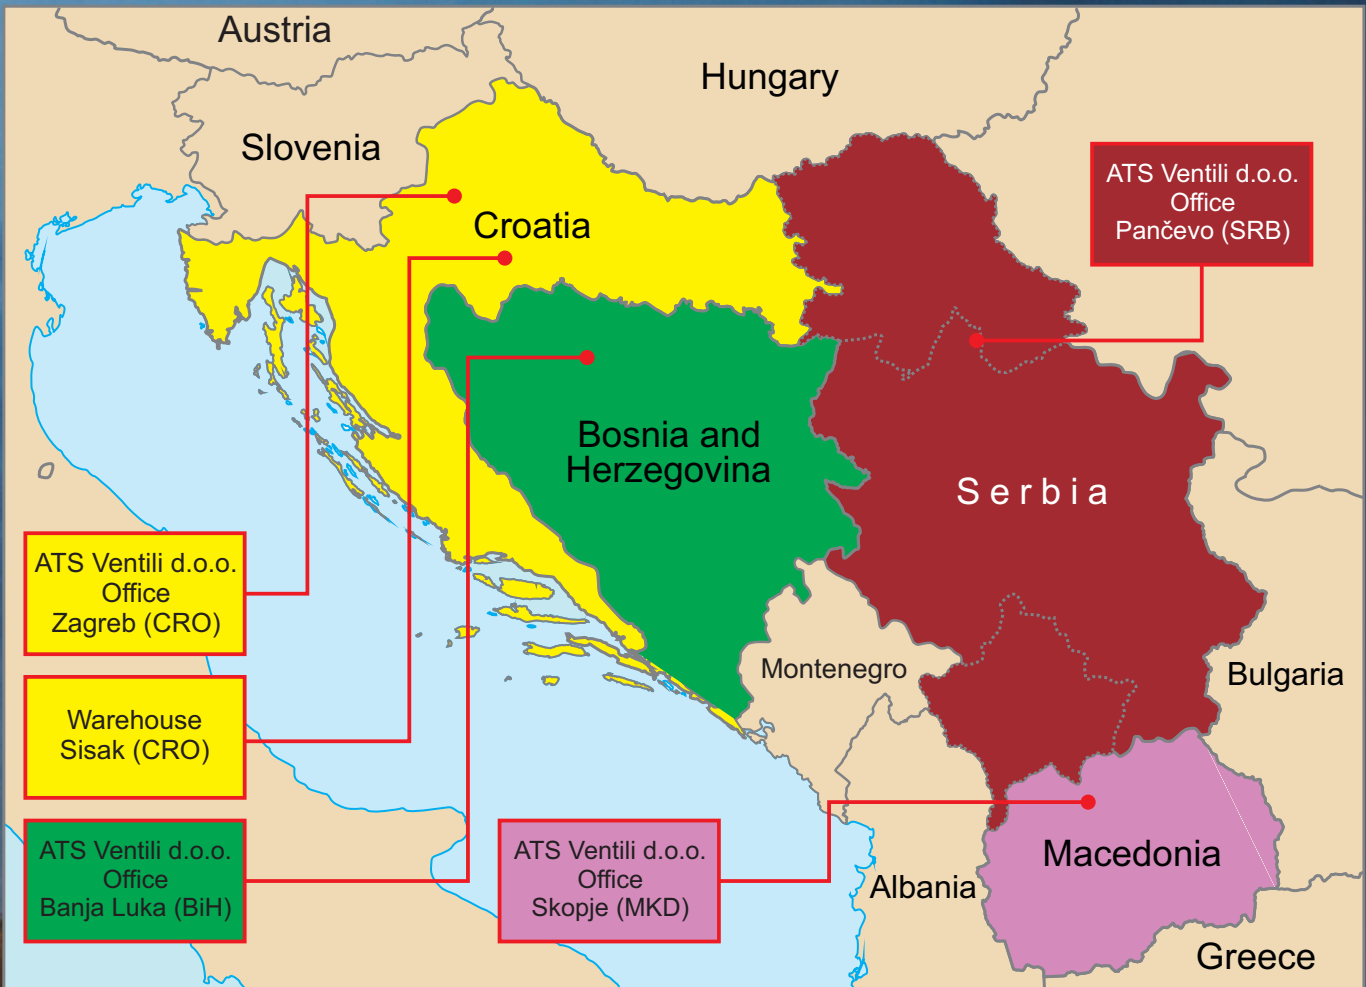 Austria
Hungary
Slovenia
ATS Ventili d.o.o.
Office
Pančevo (SRB)
Croatia
Bosnia and
Herzegovina
Serbia
ATS Ventili d.o.o.
Office
Zagreb (CRO)
Montenegro
Bulgaria
Warehouse
Sisak (CRO)
ATS Ventili d.o.o.
Office
Banja Luka (BiH)
ATS Ventili d.o.o.
Office
Skopje (MKD)
Macedonia
Albania
Greece